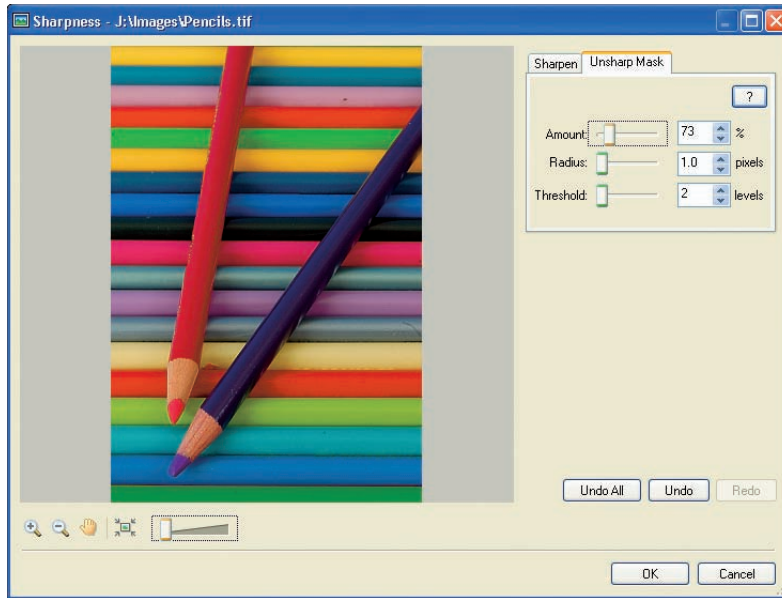 Sharpness - J:\Images\Pencils.tif
Sharpen Unsharp Mask
?
Amount: 73 %
Radius: 1.0 pixels
Threshold: 2 levels
Undo All Undo Redo
OK Cancel